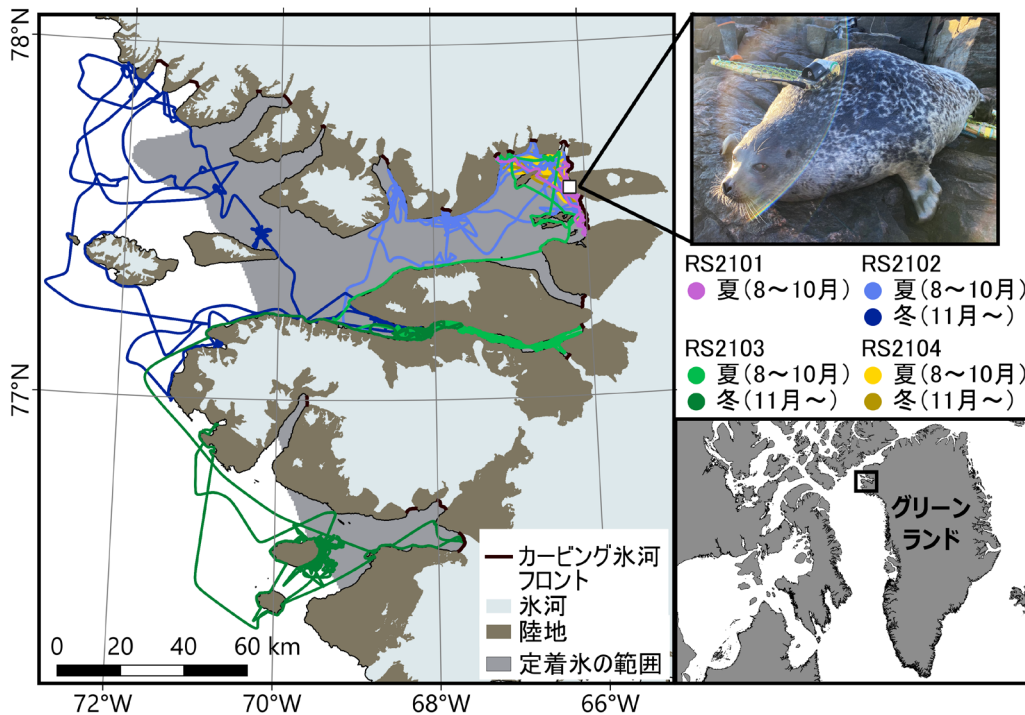 78°N
77°N
72°W
70°W
68°W
66°W
0 20 40 60 km
カービング氷河
フロント
氷河
陸地
定着氷の範囲
RS2101
夏(8～10月)
RS2102
夏(8～10月)
冬(11月～)
RS2103
夏(8～10月)
冬(11月～)
RS2104
夏(8～10月)
冬(11月～)
グリーン
ランド